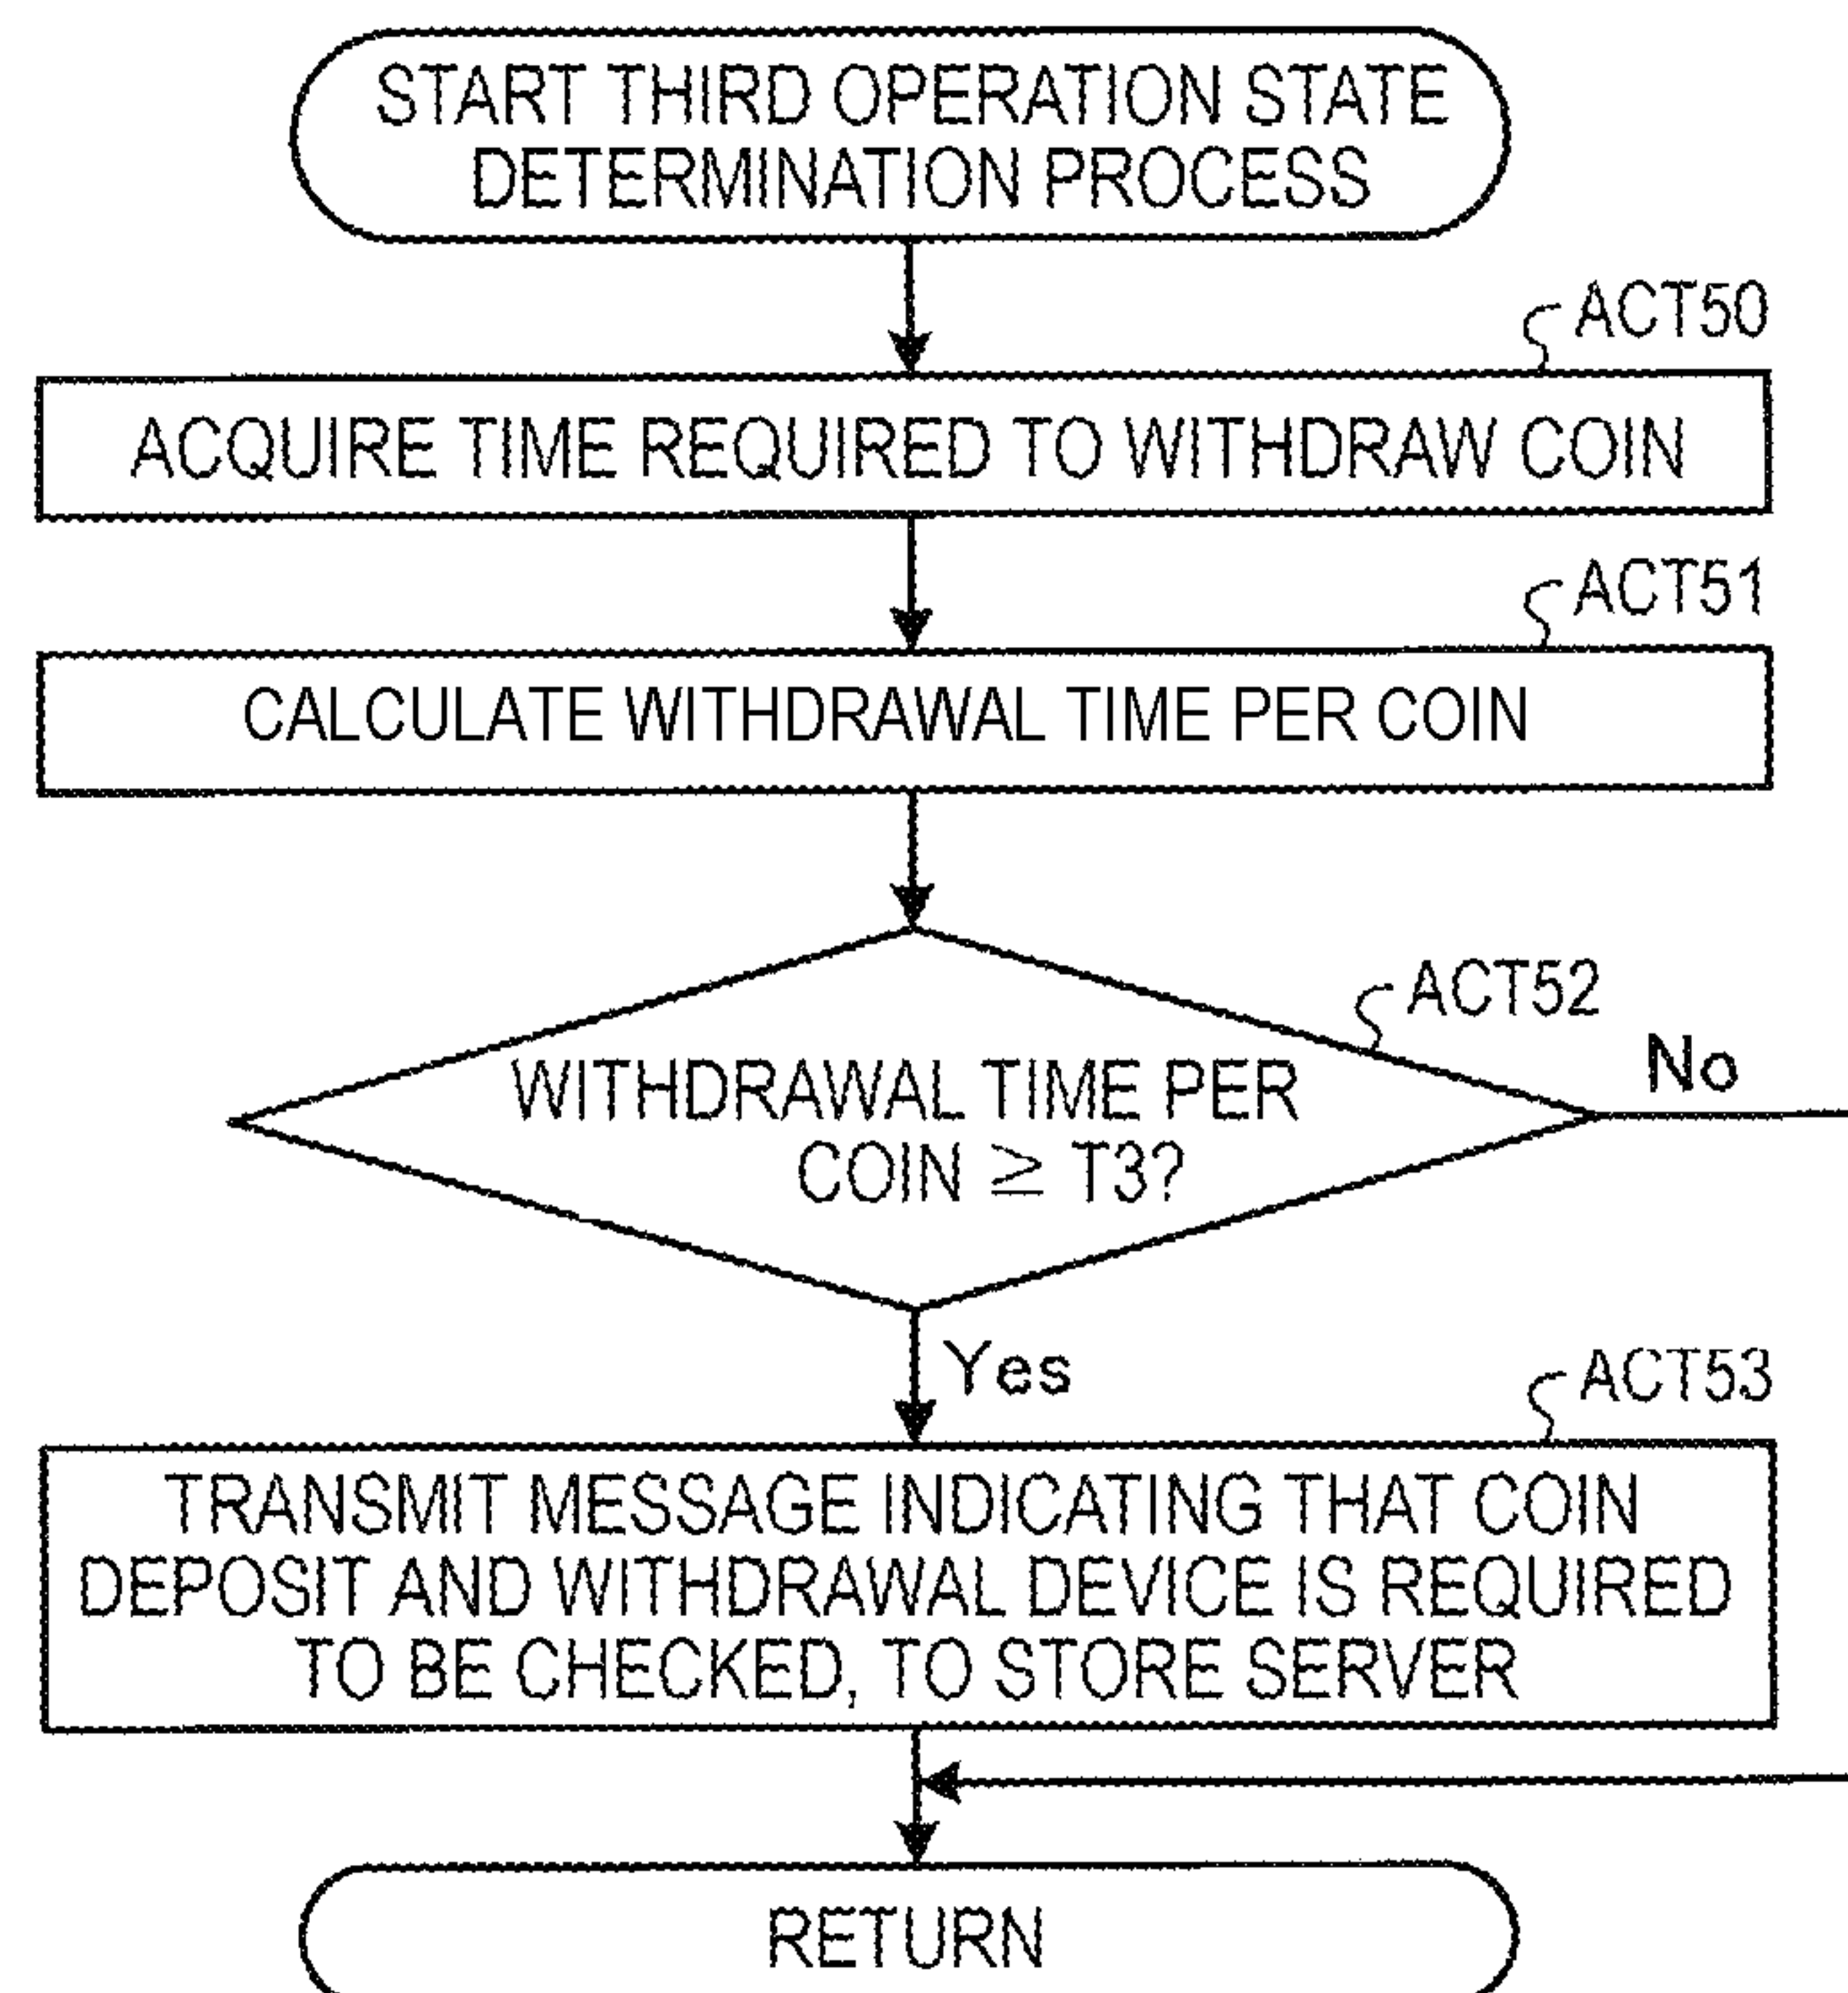 START THIRD OPERATION STATE
DETERMINATION PROCESS
ACT50
ACQUIRE TIME REQUIRED TO WITHDRAW COIN
ACT51
CALCULATE WITHDRAWAL TIME PER COIN
ACT52
WITHDRAWAL TIME PER
COIN ≧ T3?
No
Yes
ACT53
TRANSMIT MESSAGE INDICATING THAT COIN
DEPOSIT AND WITHDRAWAL DEVICE IS REQUIRED
TO BE CHECKED, TO STORE SERVER
RETURN